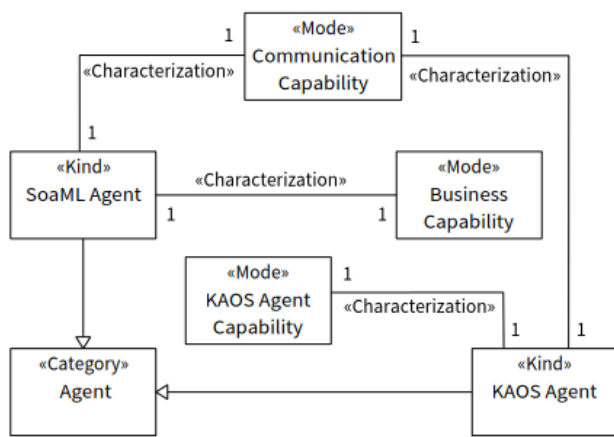 1
«Mode»
Communication
Capability
1
«Characterization»
«Characterization»
1
«Kind»
SoaML Agent
1
«Characterization»
1
«Mode»
Business
Capability
«Mode»
KAOS Agent
Capability
1
«Characterization»
1
1
«Category»
Agent
«Kind»
KAOS Agent